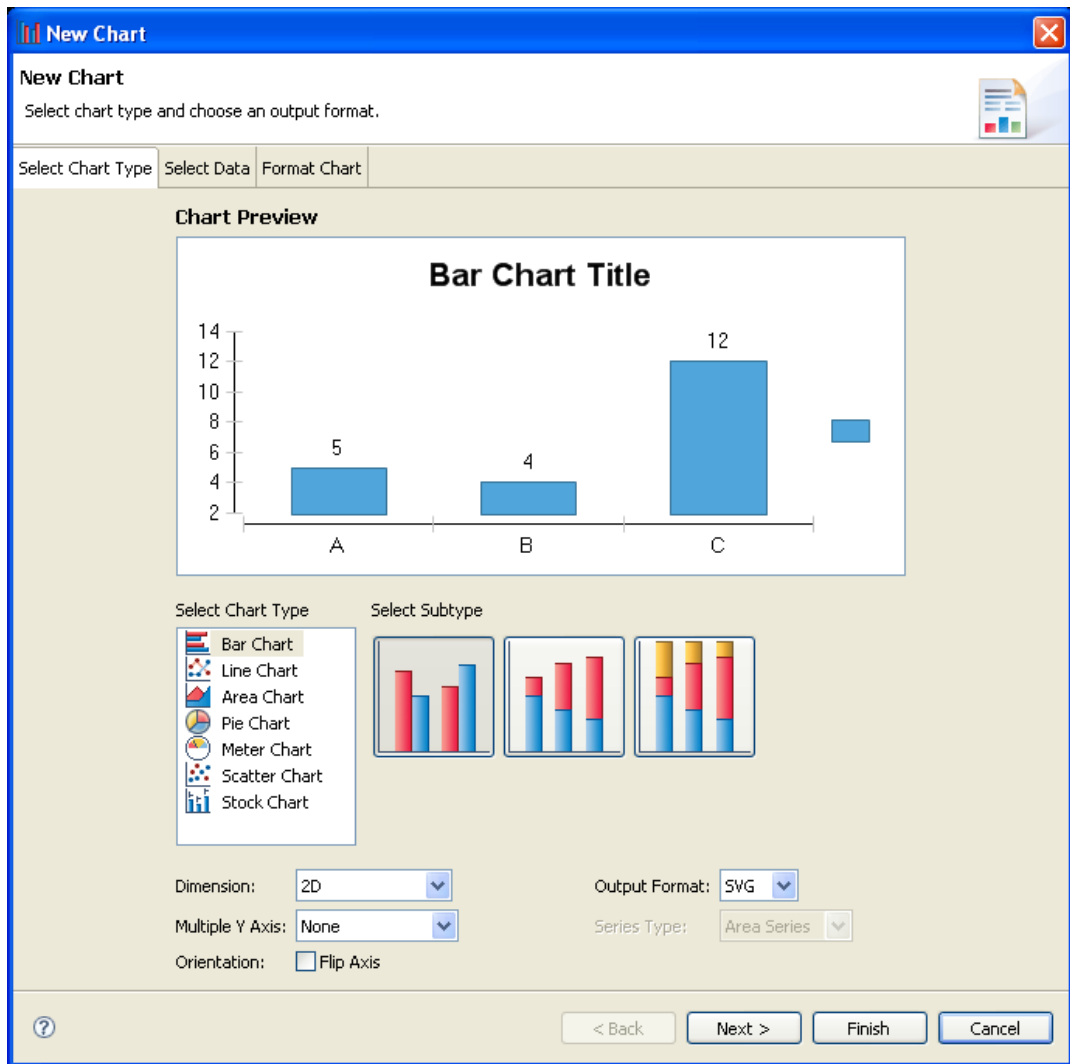 New Chart
New Chart
Select chart type and choose an output format.
Select Chart Type Select Data Format Chart
Chart Preview
Bar Chart Title
14
12
10
8
6
4
2
5
4
12
A B C
Select Chart Type
Bar Chart
Line Chart
Area Chart
Pie Chart
Meter Chart
Scatter Chart
Stock Chart
Select Subtype
Dimension: 2D
Output Format: SVG
Multiple Y Axis: None
Series Type: Area Series
Orientation: Flip Axis
? < Back Next > Finish Cancel